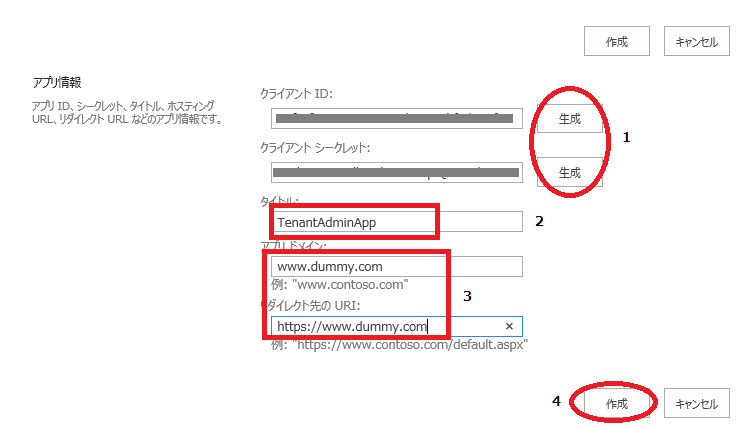 作成
キャンセル
アプリ情報
アプリ ID、シークレット、タイトル、ホスティング
URL、リダイレクト URL などのアプリ情報です。
クライアント ID:
生成
1
クライアント シークレット:
生成
タイトル:
TenantAdminApp
2
アプリ ドメイン:
www.dummy.com
例: "www.contoso.com"
3
リダイレクト先の URI:
https://www.dummy.com
×
例: "https://www.contoso.com/default.aspx"
4
作成
キャンセル